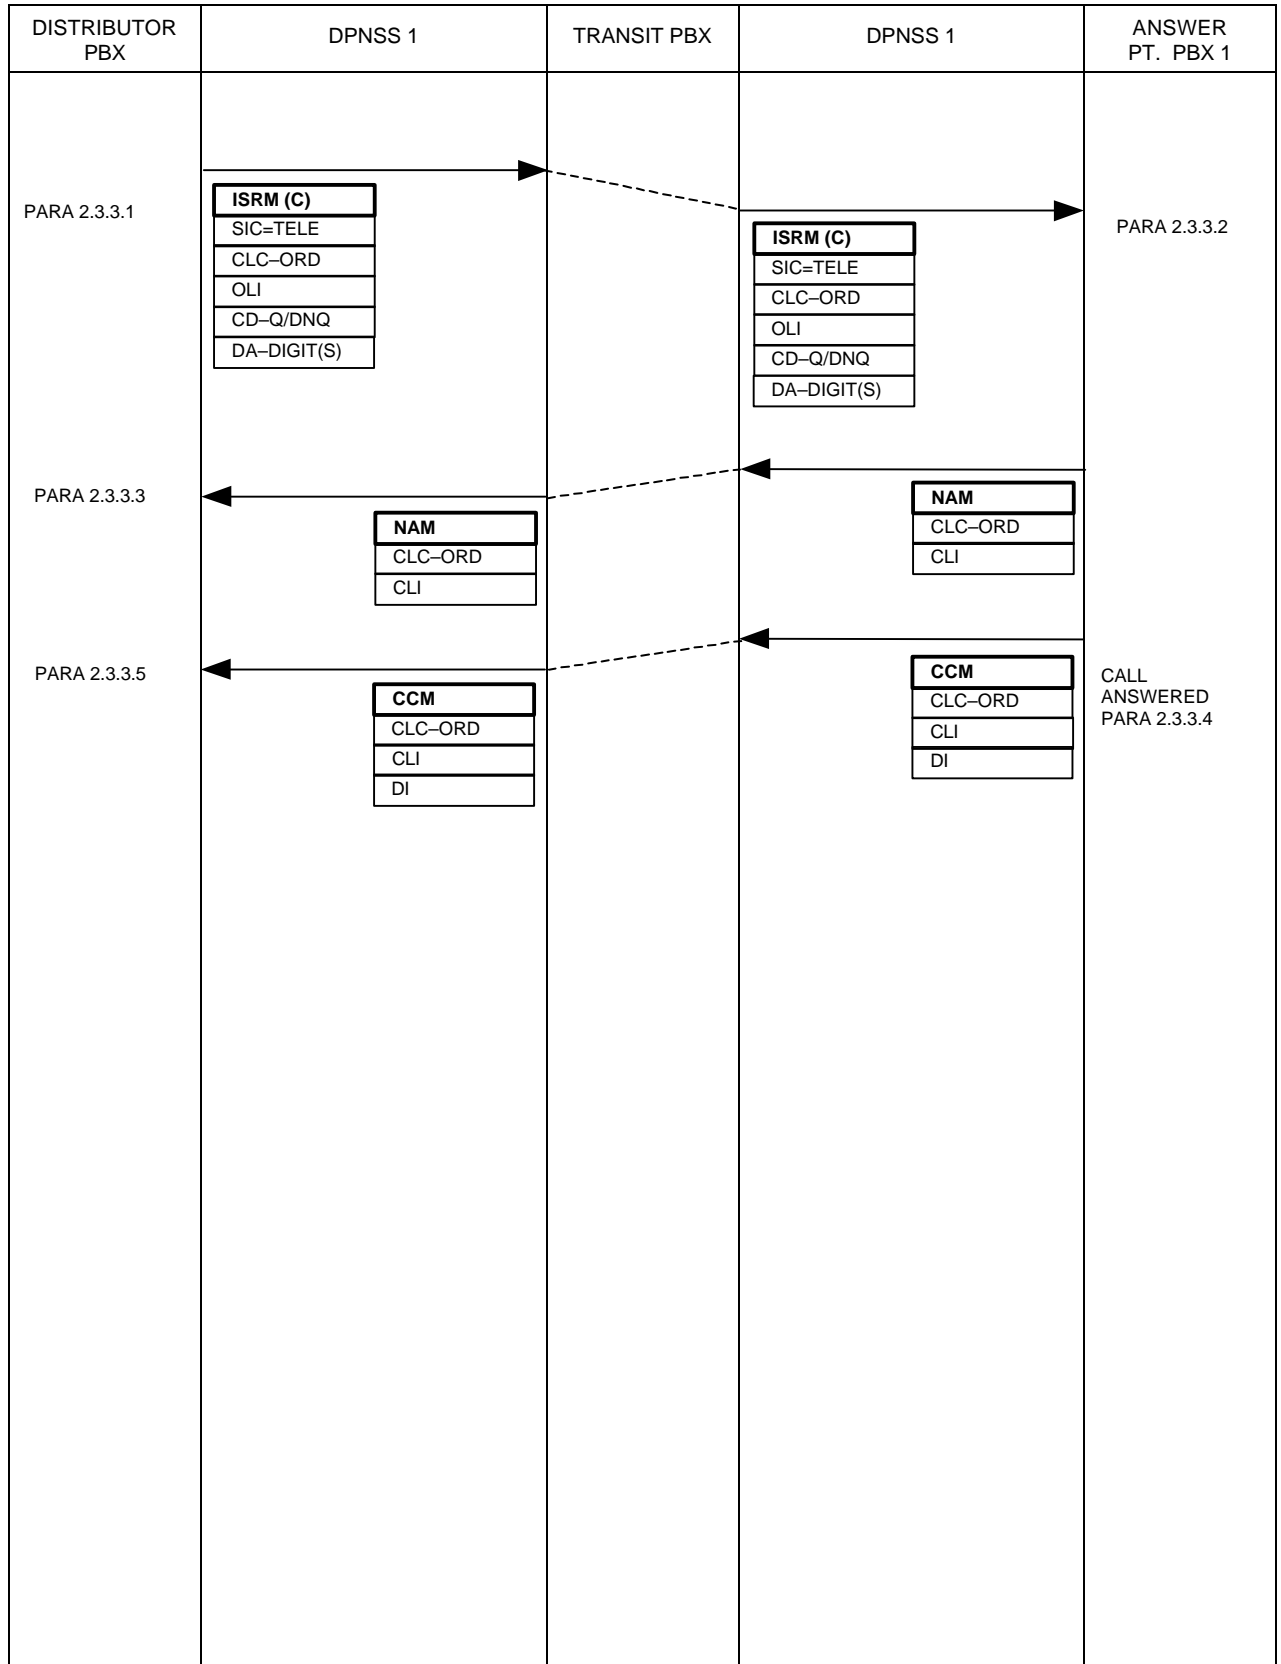 DISTRIBUTOR
PBX
DPNSS 1
TRANSIT PBX
DPNSS 1
ANSWER
PT. PBX 1
PARA 2.3.3.1
ISRM (C)
SIC=TELE
CLC–ORD
OLI
CD–Q/DNQ
DA–DIGIT(S)
ISRM (C)
SIC=TELE
CLC–ORD
OLI
CD–Q/DNQ
DA–DIGIT(S)
PARA 2.3.3.2
PARA 2.3.3.3
NAM
CLC–ORD
CLI
NAM
CLC–ORD
CLI
PARA 2.3.3.5
CCM
CLC–ORD
CLI
DI
CCM
CLC–ORD
CLI
DI
CALL
ANSWERED
PARA 2.3.3.4